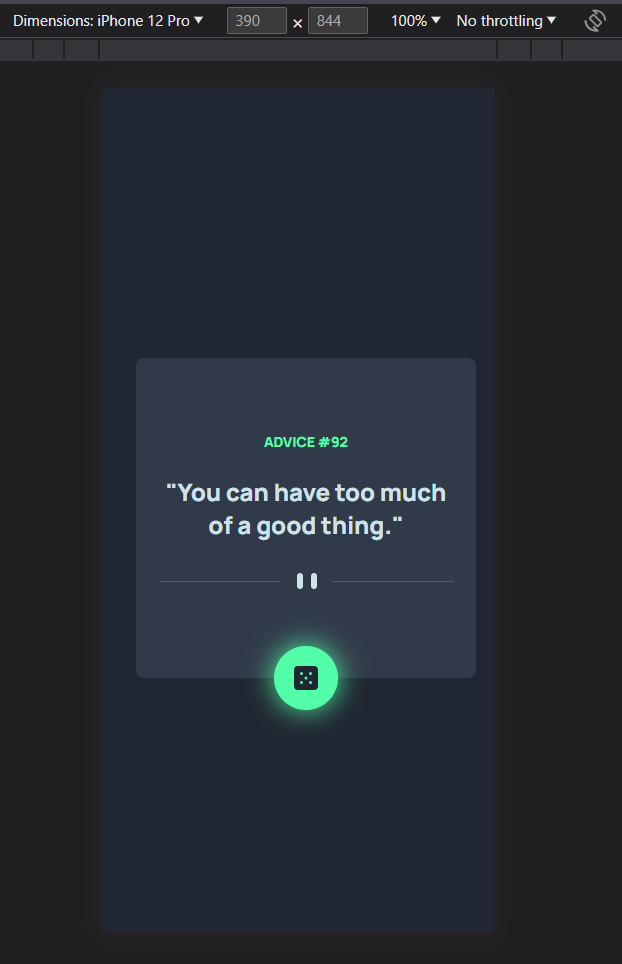 Dimensions: iPhone 12 Pro ▼ 390 × 844 100% ▼ No throttling ▼
ADVICE #92
"You can have too much
of a good thing."